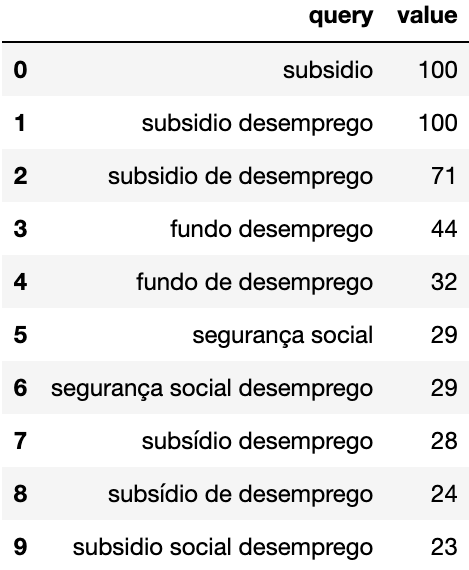 query value
0 subsidio 100
1 subsidio desemprego 100
2 subsidio de desemprego 71
3 fundo desemprego 44
4 fundo de desemprego 32
5 segurança social 29
6 segurança social desemprego 29
7 subsídio desemprego 28
8 subsídio de desemprego 24
9 subsidio social desemprego 23